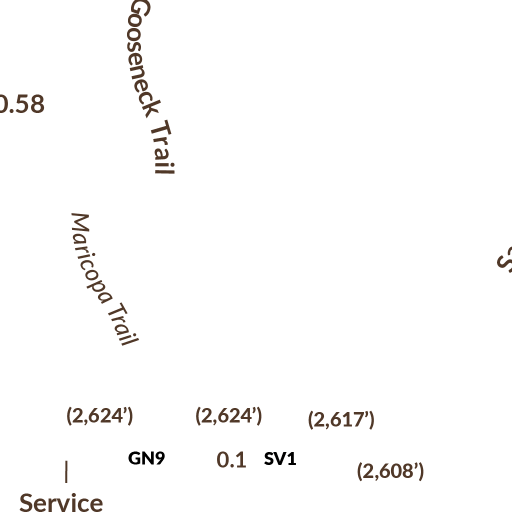 Gooseneck Trail
0.58
Maricopa Trail
(2,624’) (2,624’) (2,617’)
GN9 0.1 SV1
(2,608’)
Service